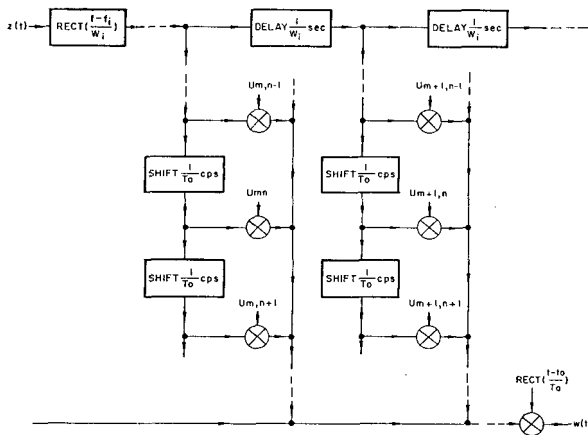 z(t) RECT(f-fi/Wi) DELAY 1/Wi sec DELAY 1/Wi sec
Um,n-1 Um+1,n-1
SHIFT 1/To cps SHIFT 1/To cps
Umn Um+1,n
SHIFT 1/To cps SHIFT 1/To cps
Um,n+1 Um+1,n+1
RECT(t-to/To)
w(t)